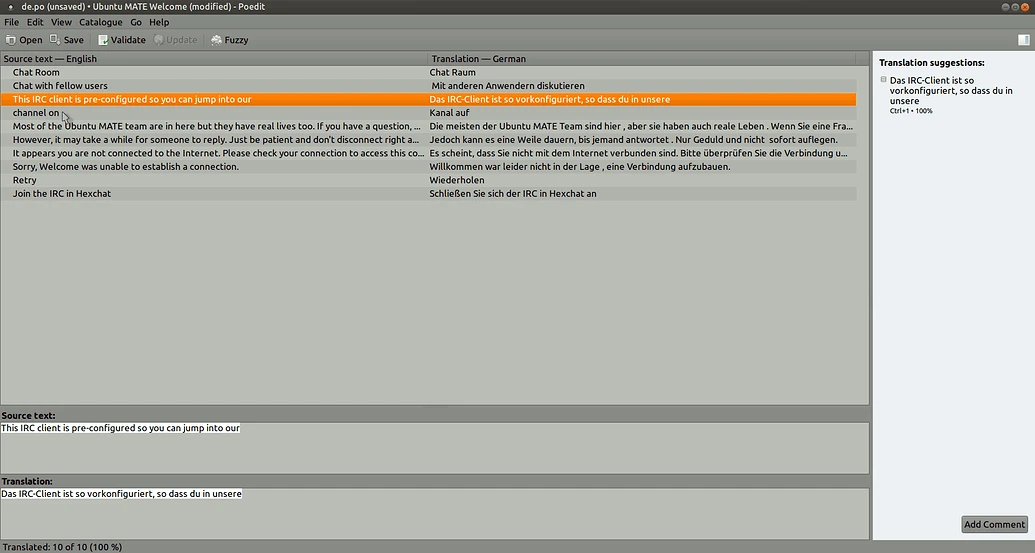 de.po (unsaved) • Ubuntu MATE Welcome (modified) - Poedit
File Edit View Catalogue Go Help
Open Save Validate Update Fuzzy
Source text — English Translation — German
Chat Room Chat Raum
Chat with fellow users Mit anderen Anwendern diskutieren
This IRC client is pre-configured so you can jump into our Das IRC-Client ist so vorkonfiguriert, so dass du in unsere
channel on Kanal auf
Most of the Ubuntu MATE team are in here but they have real lives too. If you have a question, ... Die meisten der Ubuntu MATE Team sind hier , aber sie haben auch reale Leben . Wenn Sie eine Fra...
However, it may take a while for someone to reply. Just be patient and don't disconnect right a... Jedoch kann es eine Weile dauern, bis jemand antwortet . Nur Geduld und nicht sofort auflegen.
It appears you are not connected to the Internet. Please check your connection to access this co... Es scheint, dass Sie nicht mit dem Internet verbunden sind. Bitte überprüfen Sie die Verbindung u...
Sorry, Welcome was unable to establish a connection. Willkommen war leider nicht in der Lage , eine Verbindung aufzubauen.
Retry Wiederholen
Join the IRC in Hexchat Schließen Sie sich der IRC in Hexchat an
Source text:
This IRC client is pre-configured so you can jump into our
Translation:
Das IRC-Client ist so vorkonfiguriert, so dass du in unsere
Translated: 10 of 10 (100 %)
Translation suggestions:
Das IRC-Client ist so
vorkonfiguriert, so dass du in
unsere
Ctrl+1 • 100%
Add Comment